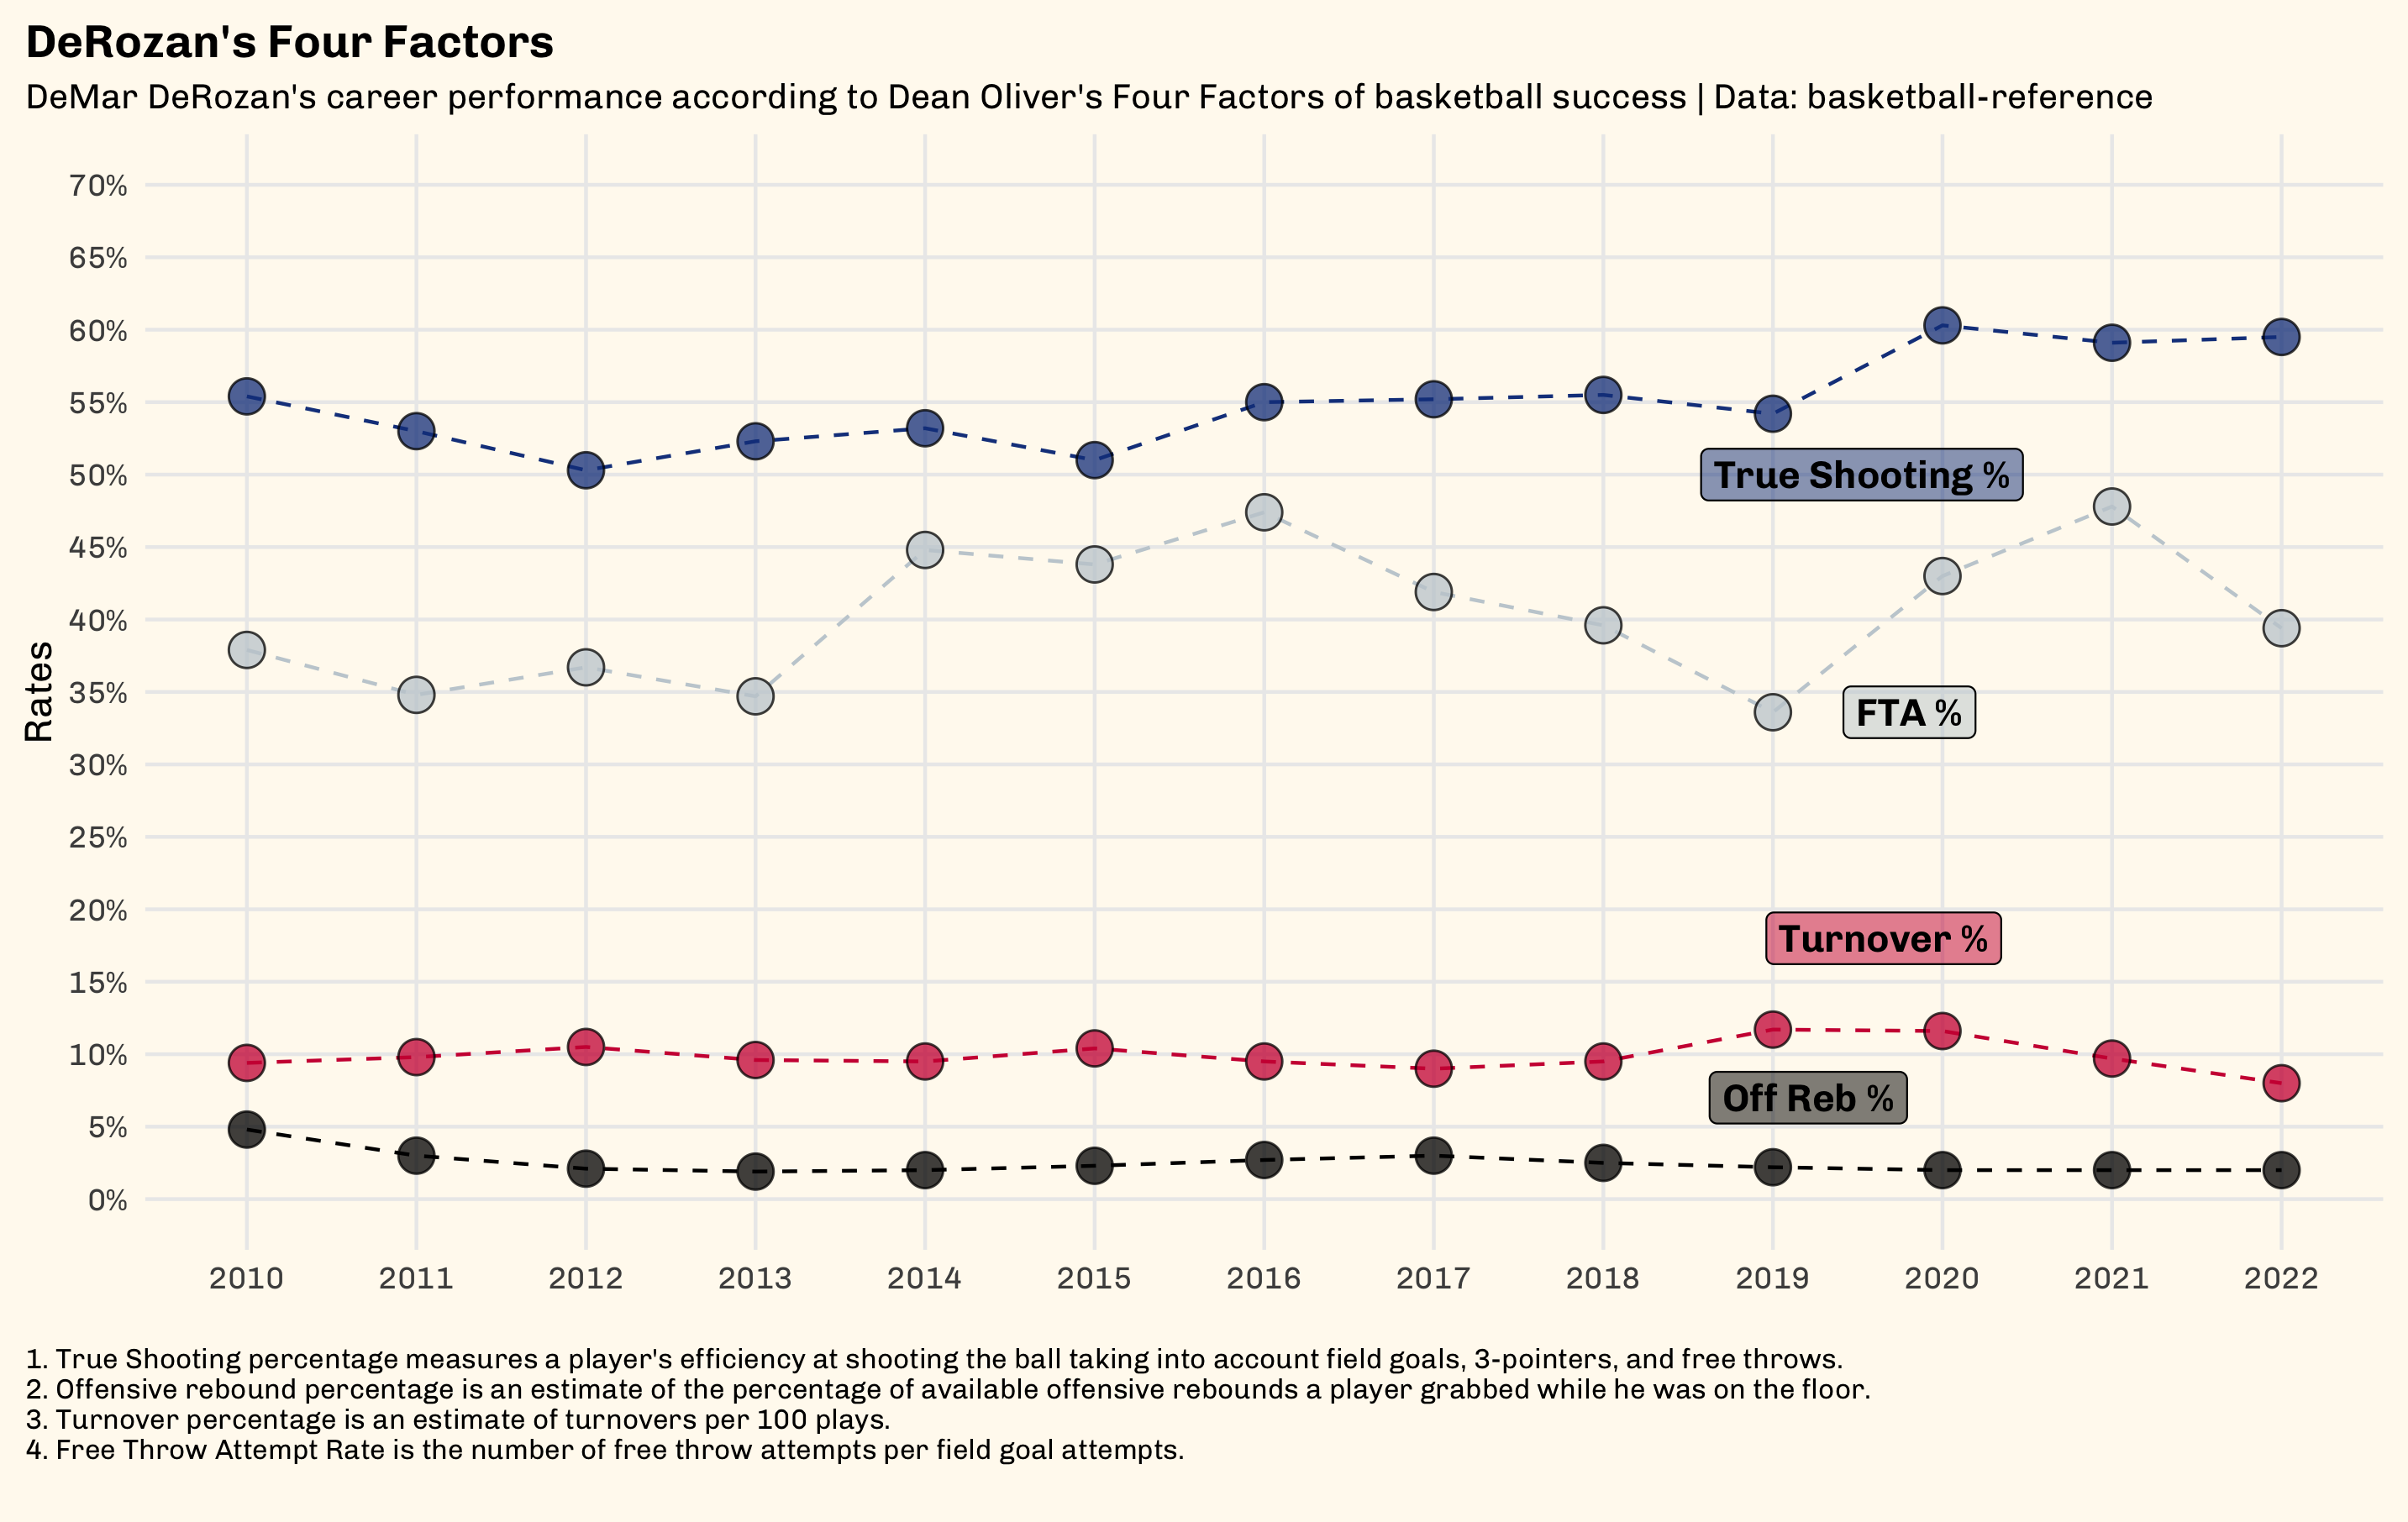 DeRozan's Four Factors
DeMar DeRozan's career performance according to Dean Oliver's Four Factors of basketball success | Data: basketball-reference
70%
65%
60%
55%
50%
45%
40%
35%
30%
25%
20%
15%
10%
5%
0%
Rates
True Shooting %
FTA %
Turnover %
Off Reb %
2010 2011 2012 2013 2014 2015 2016 2017 2018 2019 2020 2021 2022
1. True Shooting percentage measures a player's efficiency at shooting the ball taking into account field goals, 3-pointers, and free throws.
2. Offensive rebound percentage is an estimate of the percentage of available offensive rebounds a player grabbed while he was on the floor.
3. Turnover percentage is an estimate of turnovers per 100 plays.
4. Free Throw Attempt Rate is the number of free throw attempts per field goal attempts.